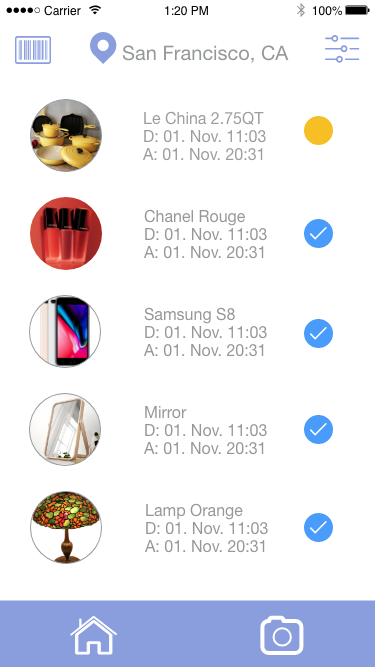 Carrier 1:20 PM 100%
San Francisco, CA
Le China 2.75QT
D: 01. Nov. 11:03
A: 01. Nov. 20:31
Chanel Rouge
D: 01. Nov. 11:03
A: 01. Nov. 20:31
Samsung S8
D: 01. Nov. 11:03
A: 01. Nov. 20:31
Mirror
D: 01. Nov. 11:03
A: 01. Nov. 20:31
Lamp Orange
D: 01. Nov. 11:03
A: 01. Nov. 20:31